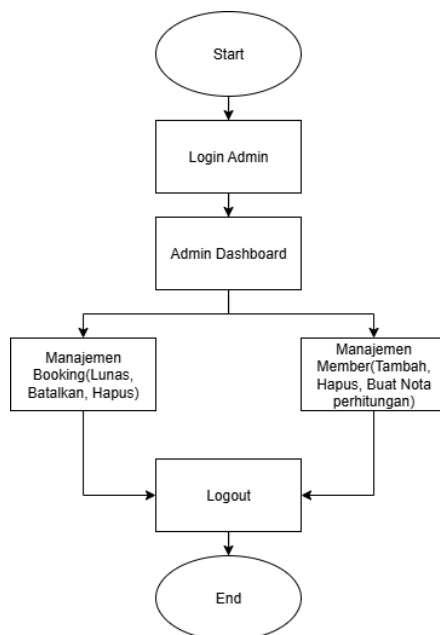 Start
Login Admin
Admin Dashboard
Manajemen
Booking(Lunas,
Batalkan, Hapus)
Manajemen
Member(Tambah,
Hapus, Buat Nota
perhitungan)
Logout
End